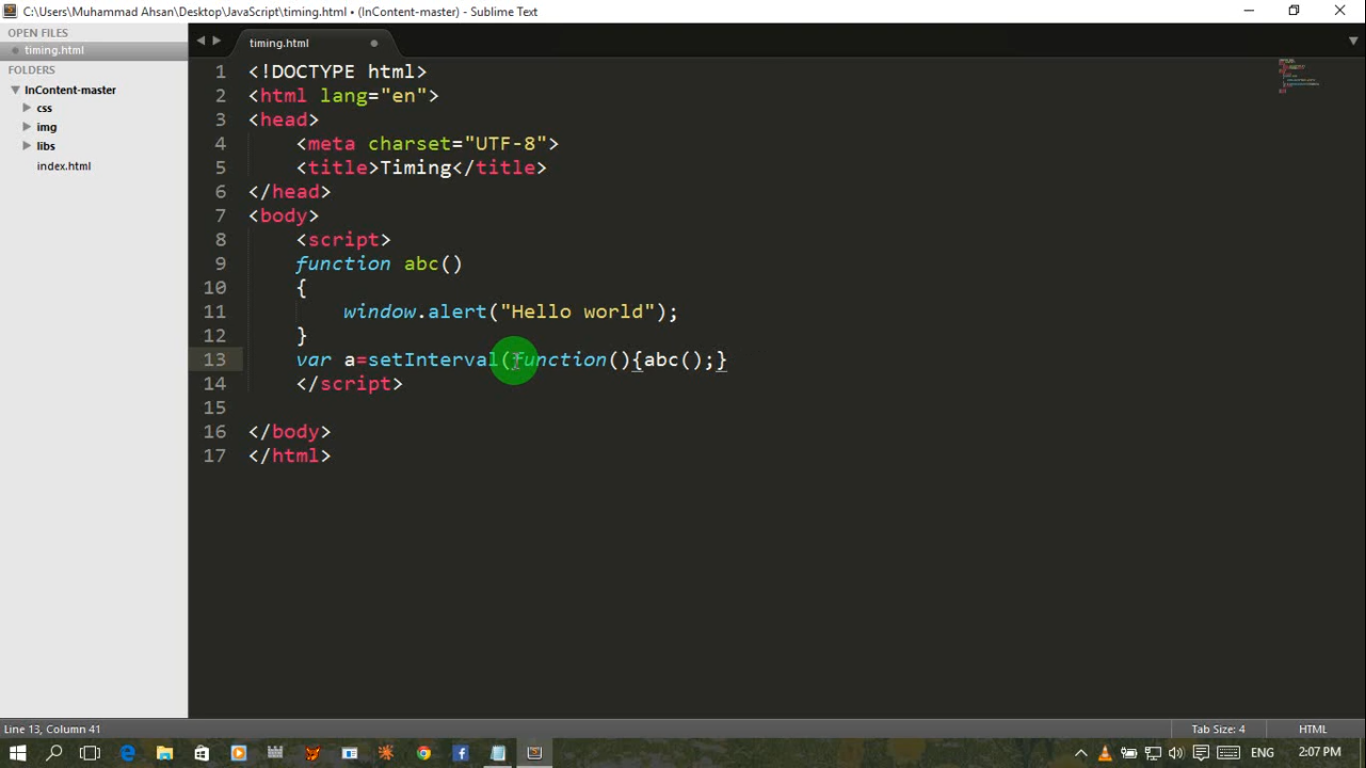 C:\Users\Muhammad Ahsan\Desktop\JavaScript\timing.html • (InContent-master) - Sublime Text
OPEN FILES
timing.html
FOLDERS
InContent-master
css
img
libs
index.html
timing.html
1 <!DOCTYPE html>
2 <html lang="en">
3 <head>
4 <meta charset="UTF-8">
5 <title>Timing</title>
6 </head>
7 <body>
8 <script>
9 function abc()
10 {
11 window.alert("Hello world");
12 }
13 var a=setInterval(function(){abc();}
14 </script>
15
16 </body>
17 </html>
Line 13, Column 41
Tab Size: 4
HTML
ENG
2:07 PM